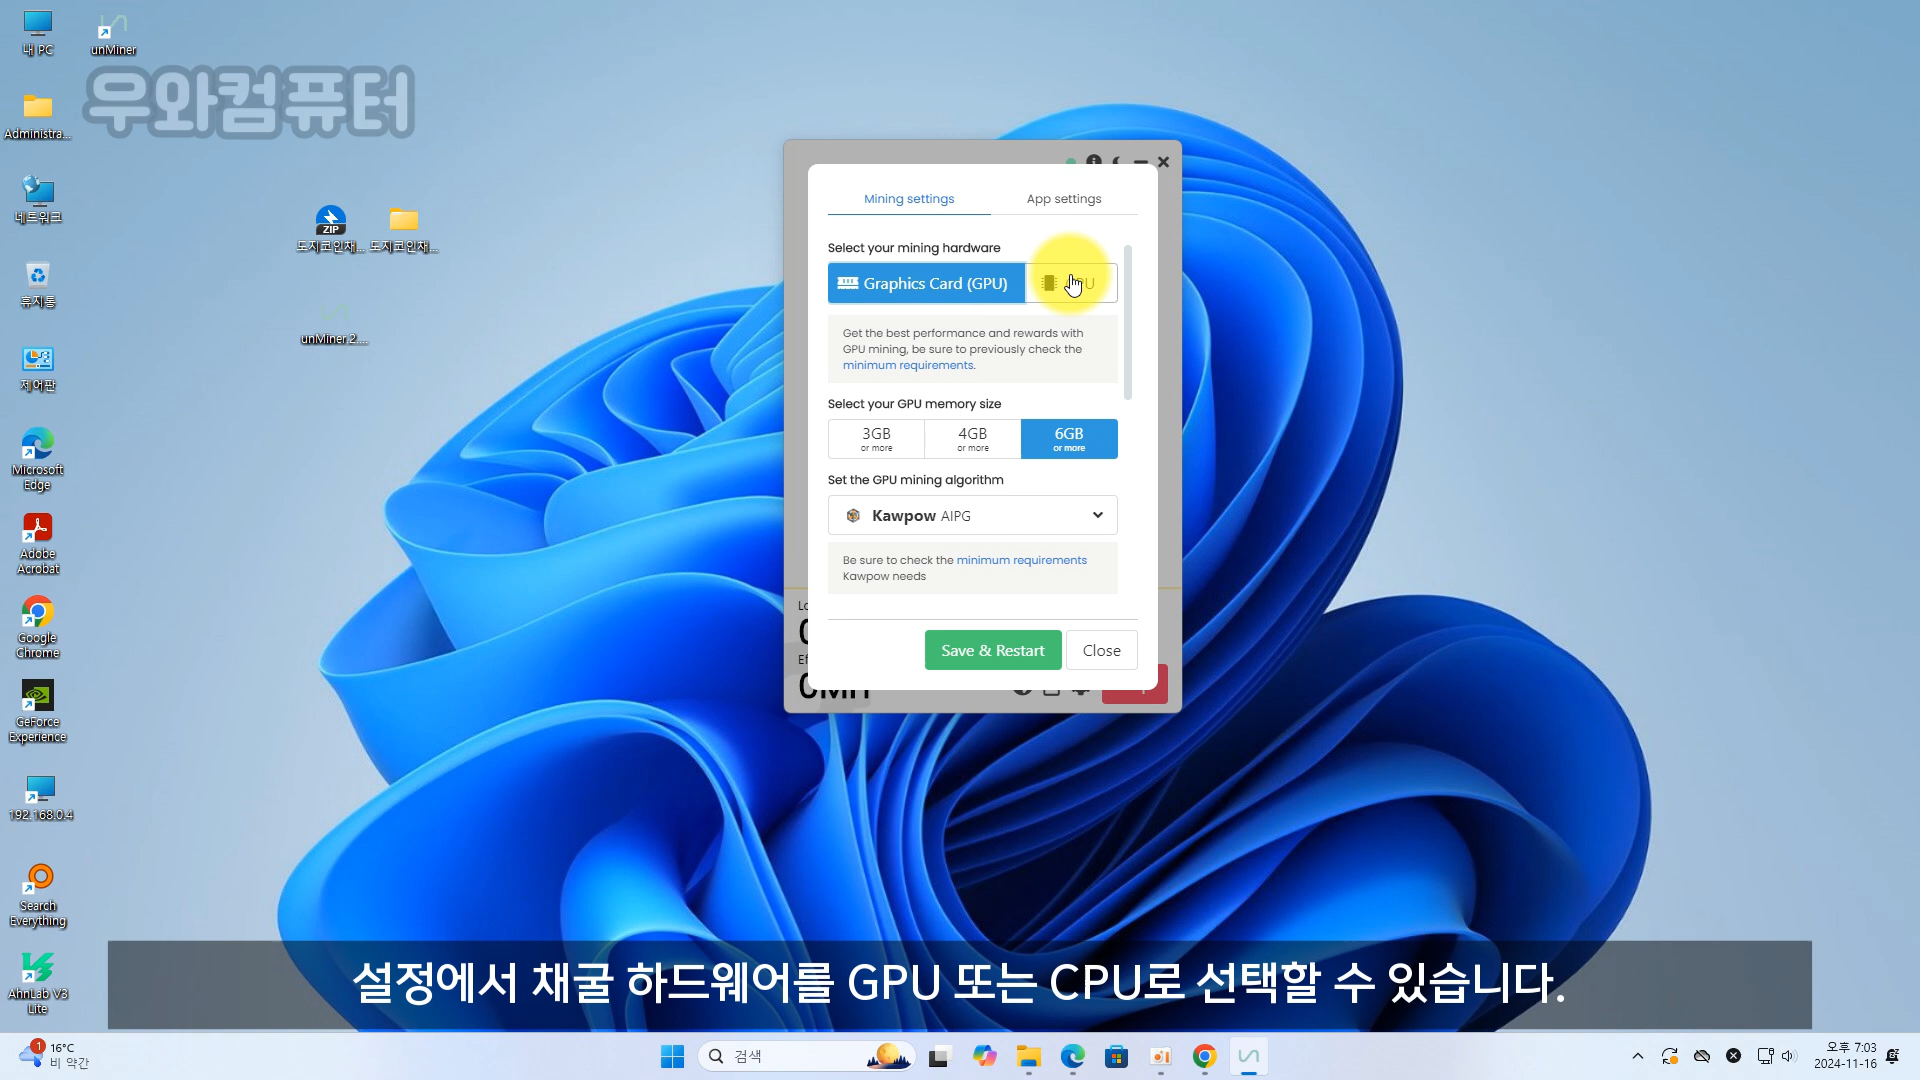 내 PC
unMiner
우와컴퓨터
Administra...
네트워크
ZIP
도지코인채...
도지코인채...
휴지통
unMiner.2....
제어판
Microsoft
Edge
Adobe
Acrobat
Google
Chrome
GeForce
Experience
192.168.0.4
Search
Everything
AhnLab V3
Lite
Mining settings
App settings
Select your mining hardware
Graphics Card (GPU)
Get the best performance and rewards with
GPU mining, be sure to previously check the
minimum requirements.
Select your GPU memory size
3GB
or more
4GB
or more
6GB
or more
Set the GPU mining algorithm
Kawpow AIPG
Be sure to check the minimum requirements
Kawpow needs
Save & Restart
Close
설정에서 채굴 하드웨어를 GPU 또는 CPU로 선택할 수 있습니다.
1
16°C
비 약간
검색
오후 7:03
2024-11-16